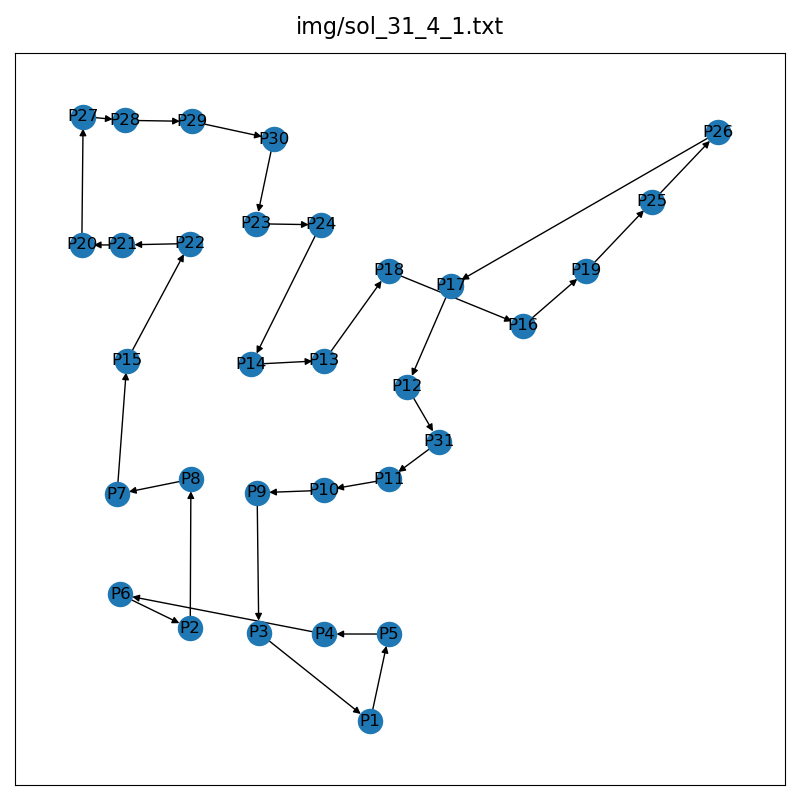 img/sol_31_4_1.txt
P27 P28 P29 P30
P26
P25
P23 P24
P20 P21 P22
P18 P17 P19
P16
P15 P14 P13
P12
P31
P7 P8 P9 P10 P11
P6
P2 P3 P4 P5
P1